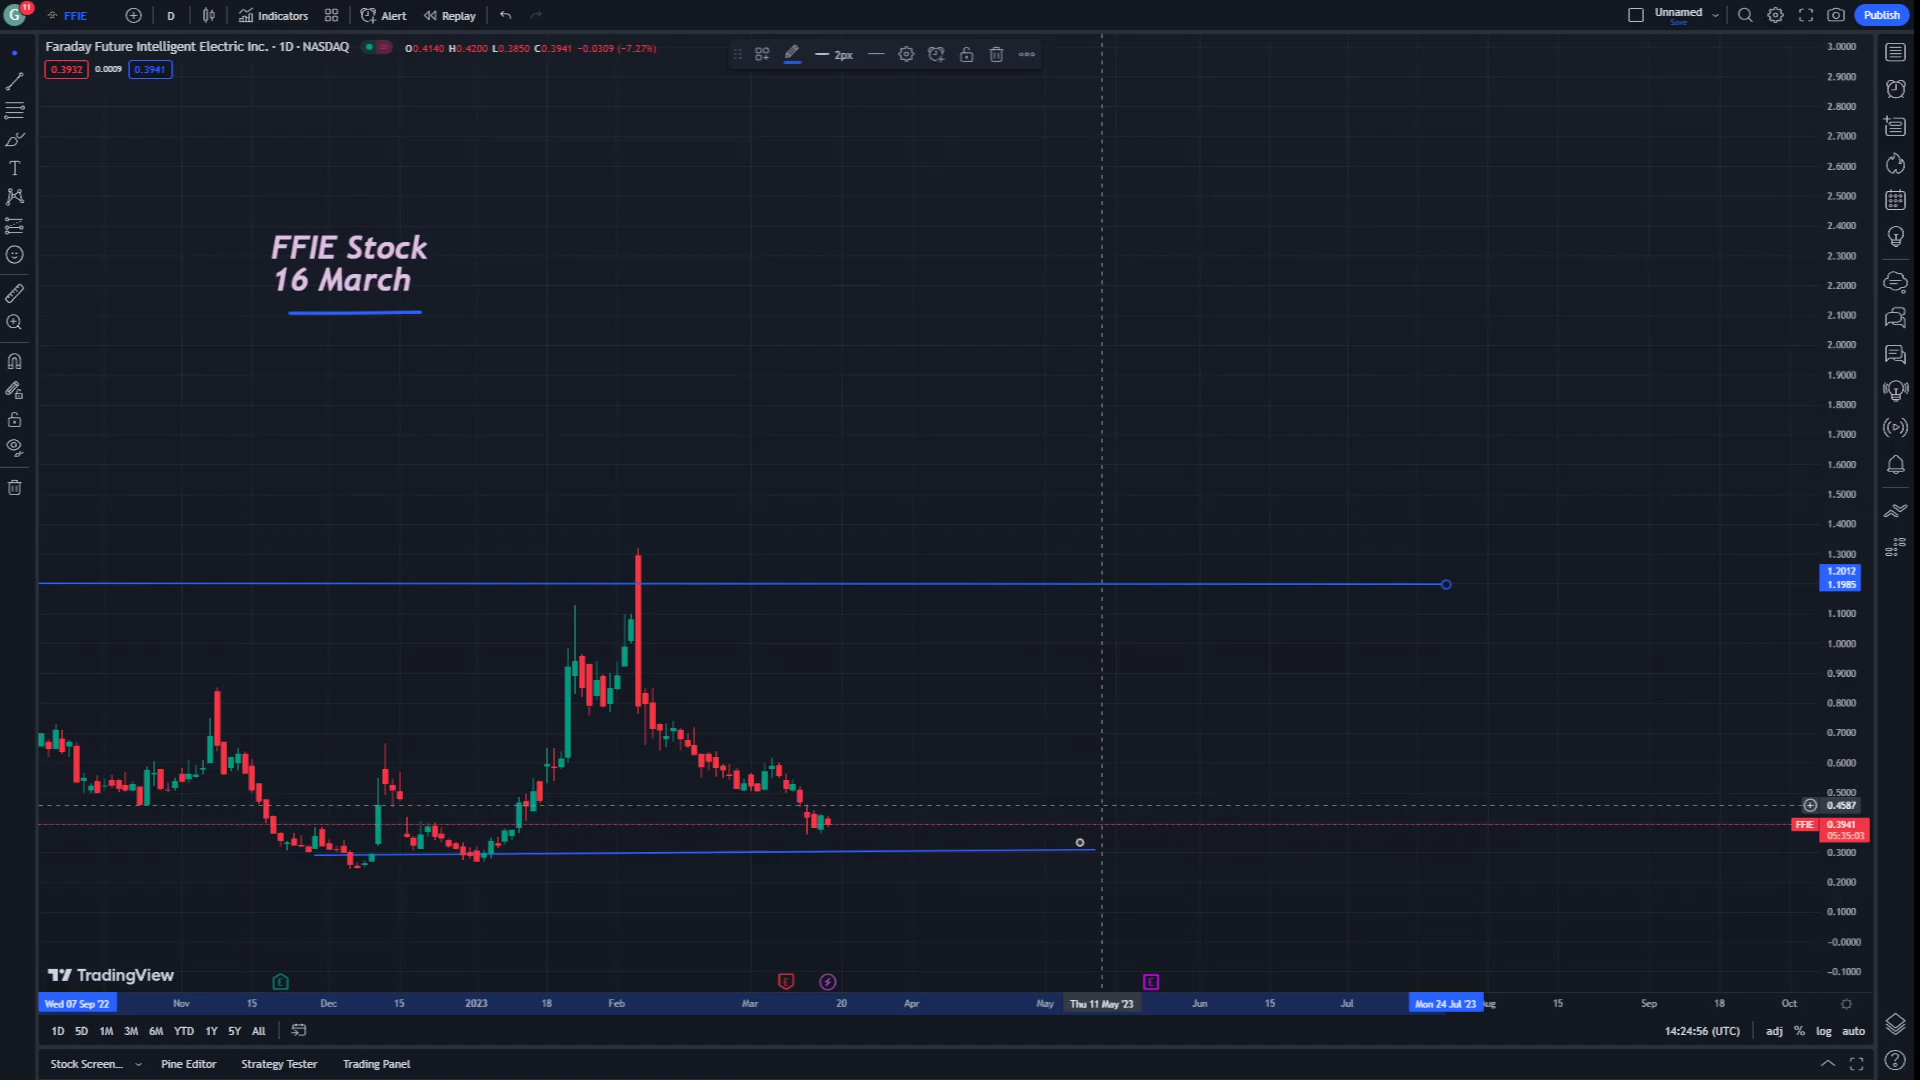 G 11 FFIE D Indicators Alert Replay Unnamed Save Publish
Faraday Future Intelligent Electric Inc. · 1D · NASDAQ O0.4140 H0.4200 L0.3850 C0.3941 -0.0309 (-7.27%)
0.3932 0.0009 0.3941
2px
3.0000
2.9000
2.8000
2.7000
2.6000
2.5000
2.4000
2.3000
2.2000
2.1000
2.0000
1.9000
1.8000
1.7000
1.6000
1.5000
1.4000
1.3000
1.2012
1.1985
1.1000
1.0000
0.9000
0.8000
0.7000
0.6000
0.5000
0.4587
FFIE 0.3941
05:35:03
0.3000
0.2000
0.1000
-0.0000
-0.1000
FFIE Stock
16 March
TradingView
E E E
Wed 07 Sep '22 Nov 15 Dec 15 2023 18 Feb Mar 20 Apr May Thu 11 May '23 Jun 15 Jul Mon 24 Jul '23 ug 15 Sep 18 Oct
1D 5D 1M 3M 6M YTD 1Y 5Y All 14:24:56 (UTC) adj % log auto
Stock Screen... Pine Editor Strategy Tester Trading Panel